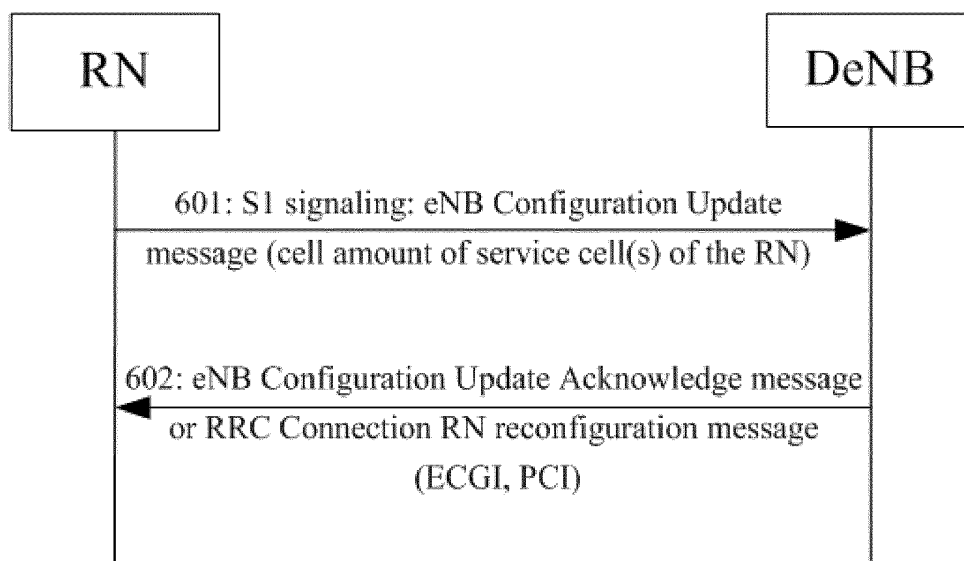 RN
DeNB
601: S1 signaling: eNB Configuration Update
message (cell amount of service cell(s) of the RN)
602: eNB Configuration Update Acknowledge message
or RRC Connection RN reconfiguration message
(ECGI, PCI)